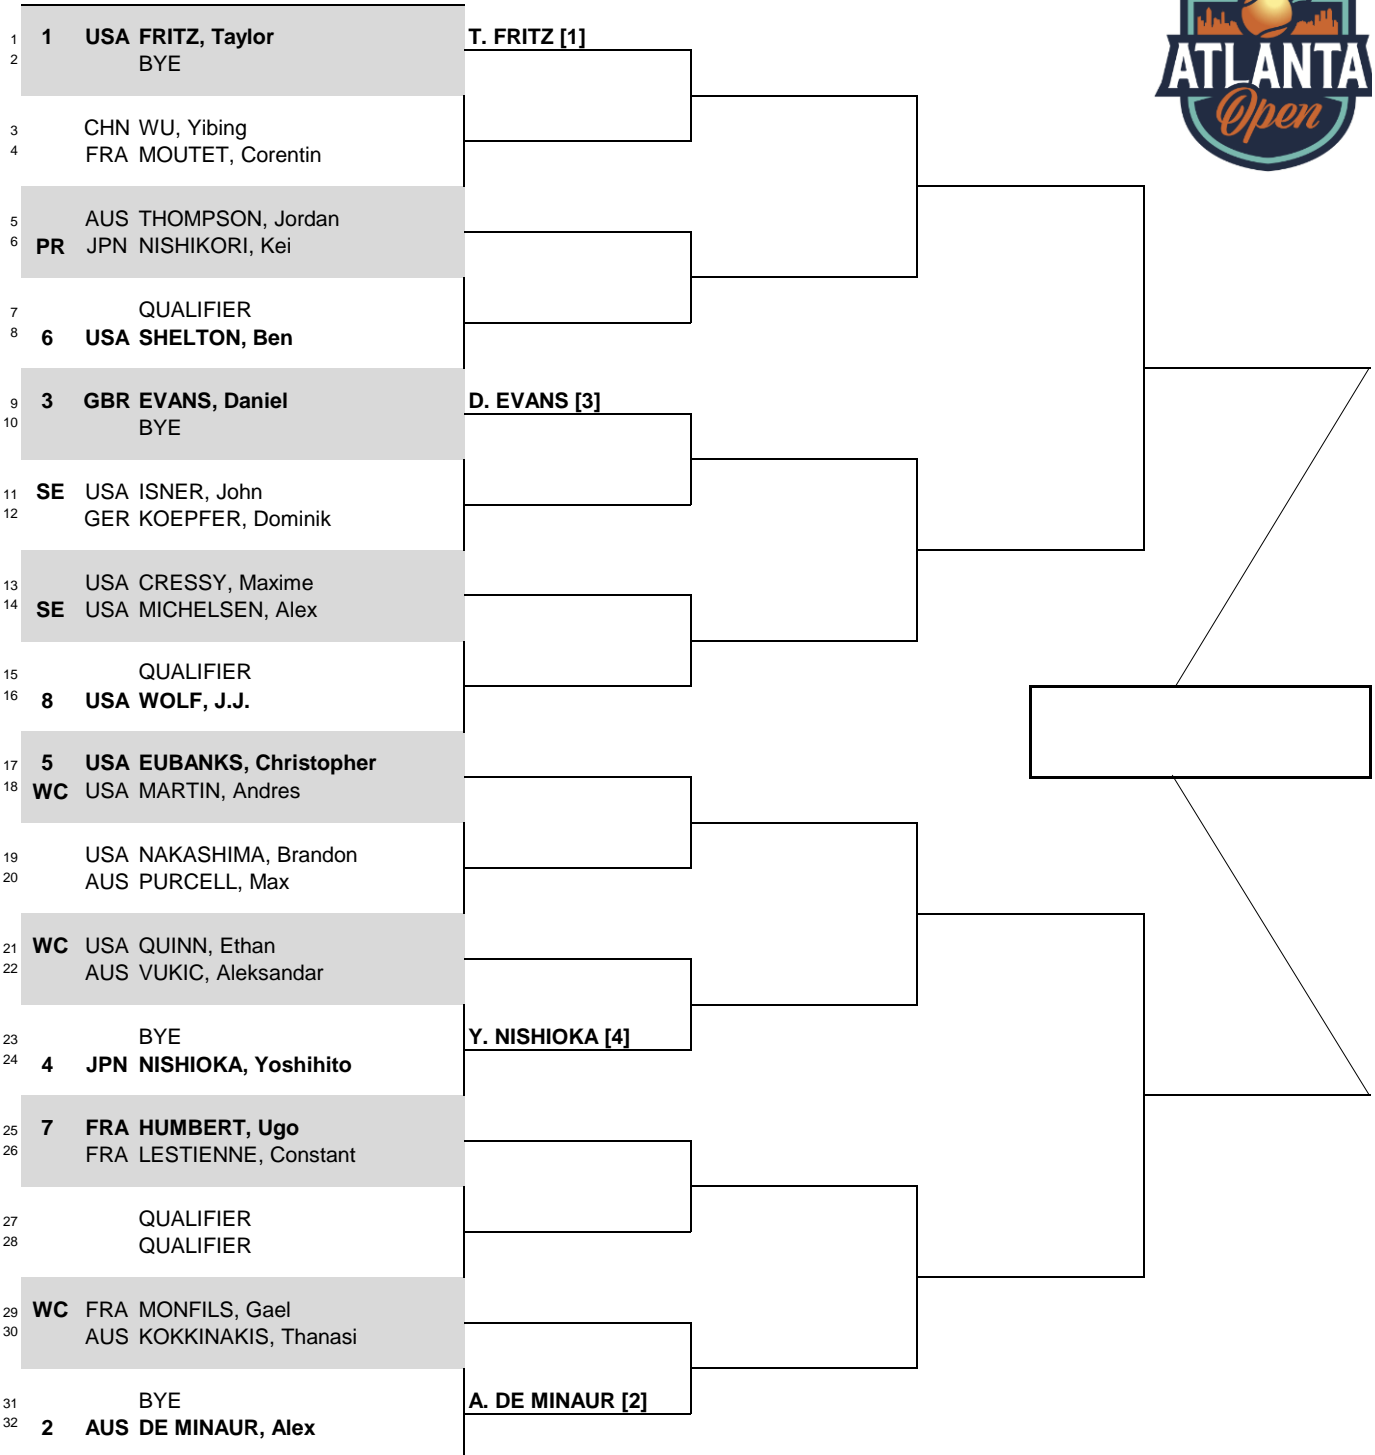 ATLANTA
Open
1 1 USA FRITZ, Taylor T. FRITZ [1]
2 BYE
3 CHN WU, Yibing
4 FRA MOUTET, Corentin
5 AUS THOMPSON, Jordan
6 PR JPN NISHIKORI, Kei
7 QUALIFIER
8 6 USA SHELTON, Ben
9 3 GBR EVANS, Daniel D. EVANS [3]
10 BYE
11 SE USA ISNER, John
12 GER KOEPFER, Dominik
13 USA CRESSY, Maxime
14 SE USA MICHELSEN, Alex
15 QUALIFIER
16 8 USA WOLF, J.J.
17 5 USA EUBANKS, Christopher
18 WC USA MARTIN, Andres
19 USA NAKASHIMA, Brandon
20 AUS PURCELL, Max
21 WC USA QUINN, Ethan
22 AUS VUKIC, Aleksandar
23 BYE Y. NISHIOKA [4]
24 4 JPN NISHIOKA, Yoshihito
25 7 FRA HUMBERT, Ugo
26 FRA LESTIENNE, Constant
27 QUALIFIER
28 QUALIFIER
29 WC FRA MONFILS, Gael
30 AUS KOKKINAKIS, Thanasi
31 BYE A. DE MINAUR [2]
32 2 AUS DE MINAUR, Alex